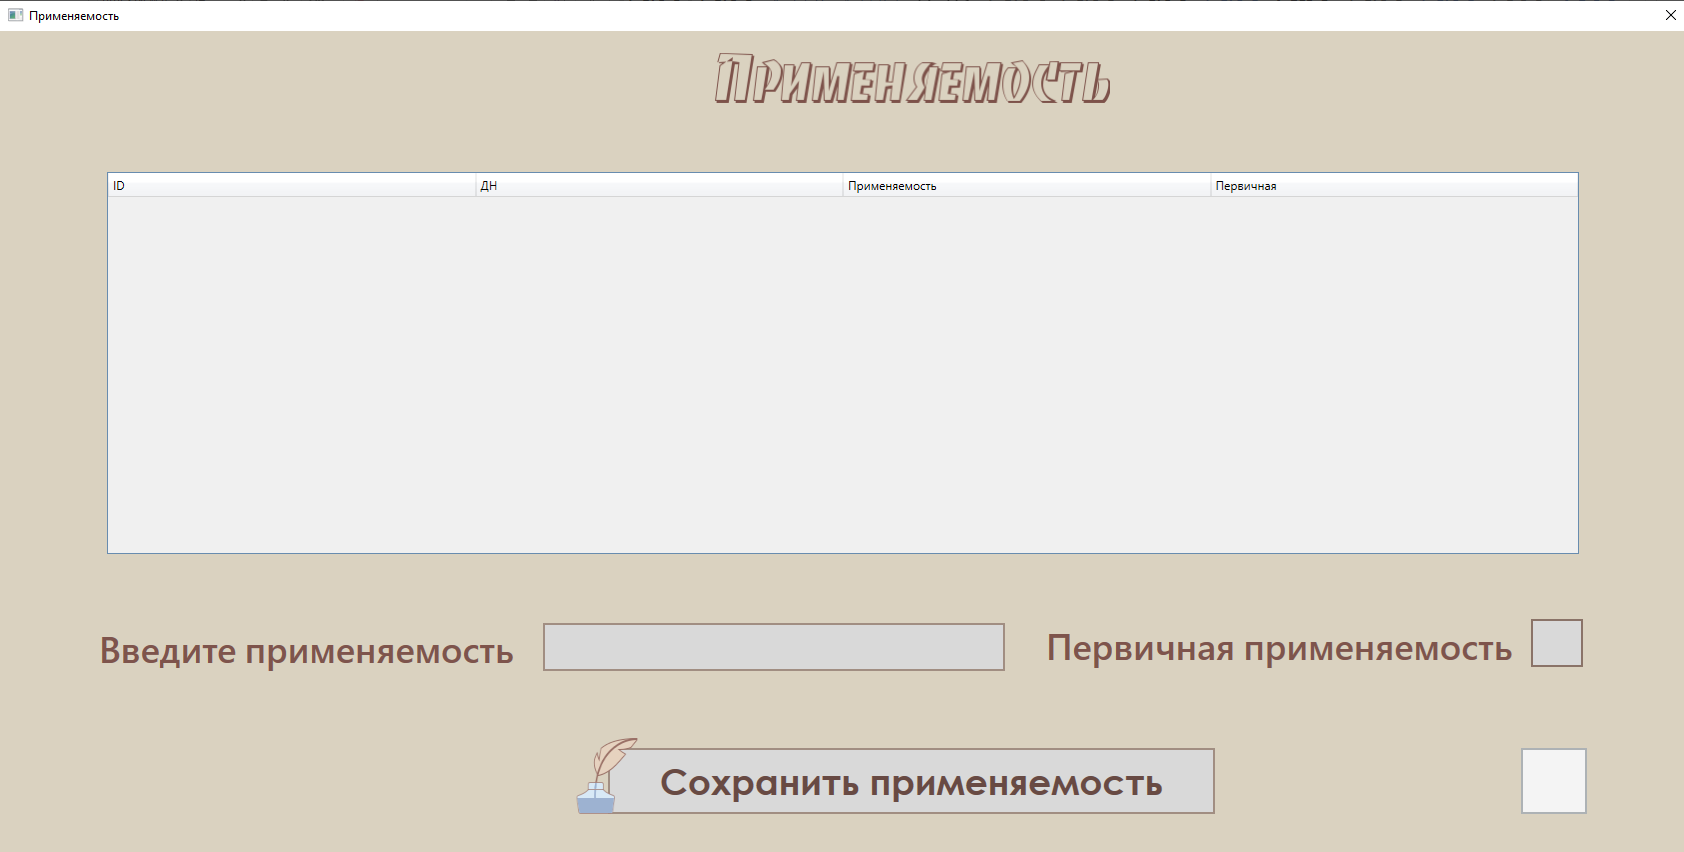 Применяемость
Применяемость
ID ДН Применяемость Первичная
Введите применяемость Первичная применяемость
Сохранить применяемость